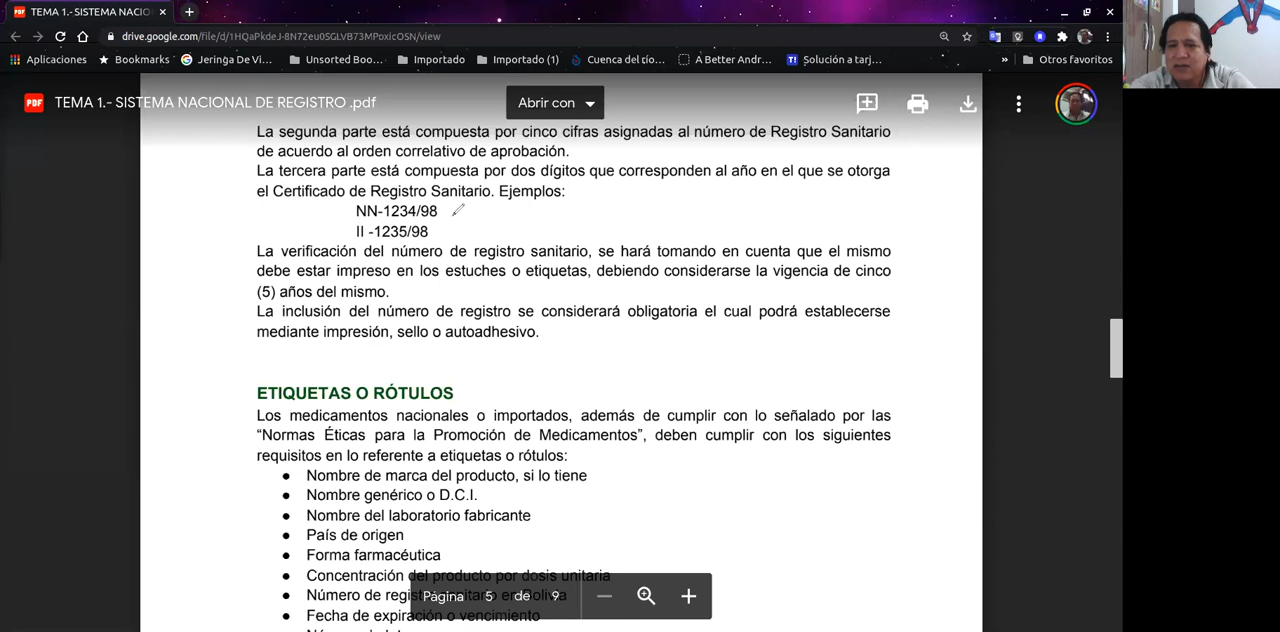 TEMA 1.- SISTEMA NACIO
drive.google.com/file/d/1HQaPkdeJ-8N72eu0SGLVB73MPoxicOSN/view
Aplicaciones Bookmarks Jeringa De Vi... Unsorted Boo... Importado Importado (1) Cuenca del río... A Better Andr... Solución a tarj... » Otros favoritos
PDF TEMA 1.- SISTEMA NACIONAL DE REGISTRO .pdf Abrir con
La segunda parte está compuesta por cinco cifras asignadas al número de Registro Sanitario
de acuerdo al orden correlativo de aprobación.
La tercera parte está compuesta por dos dígitos que corresponden al año en el que se otorga
el Certificado de Registro Sanitario. Ejemplos:
NN-1234/98
II -1235/98
La verificación del número de registro sanitario, se hará tomando en cuenta que el mismo
debe estar impreso en los estuches o etiquetas, debiendo considerarse la vigencia de cinco
(5) años del mismo.
La inclusión del número de registro se considerará obligatoria el cual podrá establecerse
mediante impresión, sello o autoadhesivo.
ETIQUETAS O RÓTULOS
Los medicamentos nacionales o importados, además de cumplir con lo señalado por las
“Normas Éticas para la Promoción de Medicamentos”, deben cumplir con los siguientes
requisitos en lo referente a etiquetas o rótulos:
● Nombre de marca del producto, si lo tiene
● Nombre genérico o D.C.I.
● Nombre del laboratorio fabricante
● País de origen
● Forma farmacéutica
● Concentración del producto por dosis unitaria
● Número de regi
● Fecha de expiración o vencimiento
Página 5 de 9